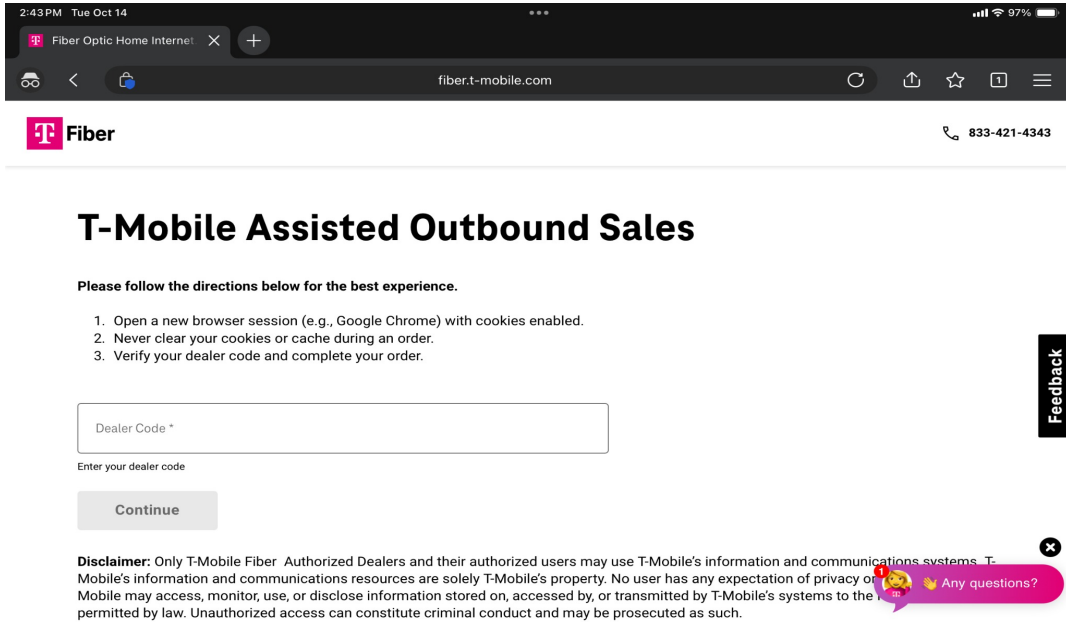 2:43 PM Tue Oct 14
97%
Fiber Optic Home Internet
fiber.t-mobile.com
1
T Fiber
833-421-4343
T-Mobile Assisted Outbound Sales
Please follow the directions below for the best experience.
1. Open a new browser session (e.g., Google Chrome) with cookies enabled.
2. Never clear your cookies or cache during an order.
3. Verify your dealer code and complete your order.
Feedback
Dealer Code *
Enter your dealer code
Continue
Disclaimer: Only T-Mobile Fiber Authorized Dealers and their authorized users may use T-Mobile's information and communications systems. T-
Mobile's information and communications resources are solely T-Mobile's property. No user has any expectation of privacy or
Mobile may access, monitor, use, or disclose information stored on, accessed by, or transmitted by T-Mobile's systems to the
permitted by law. Unauthorized access can constitute criminal conduct and may be prosecuted as such.
1
👋 Any questions?